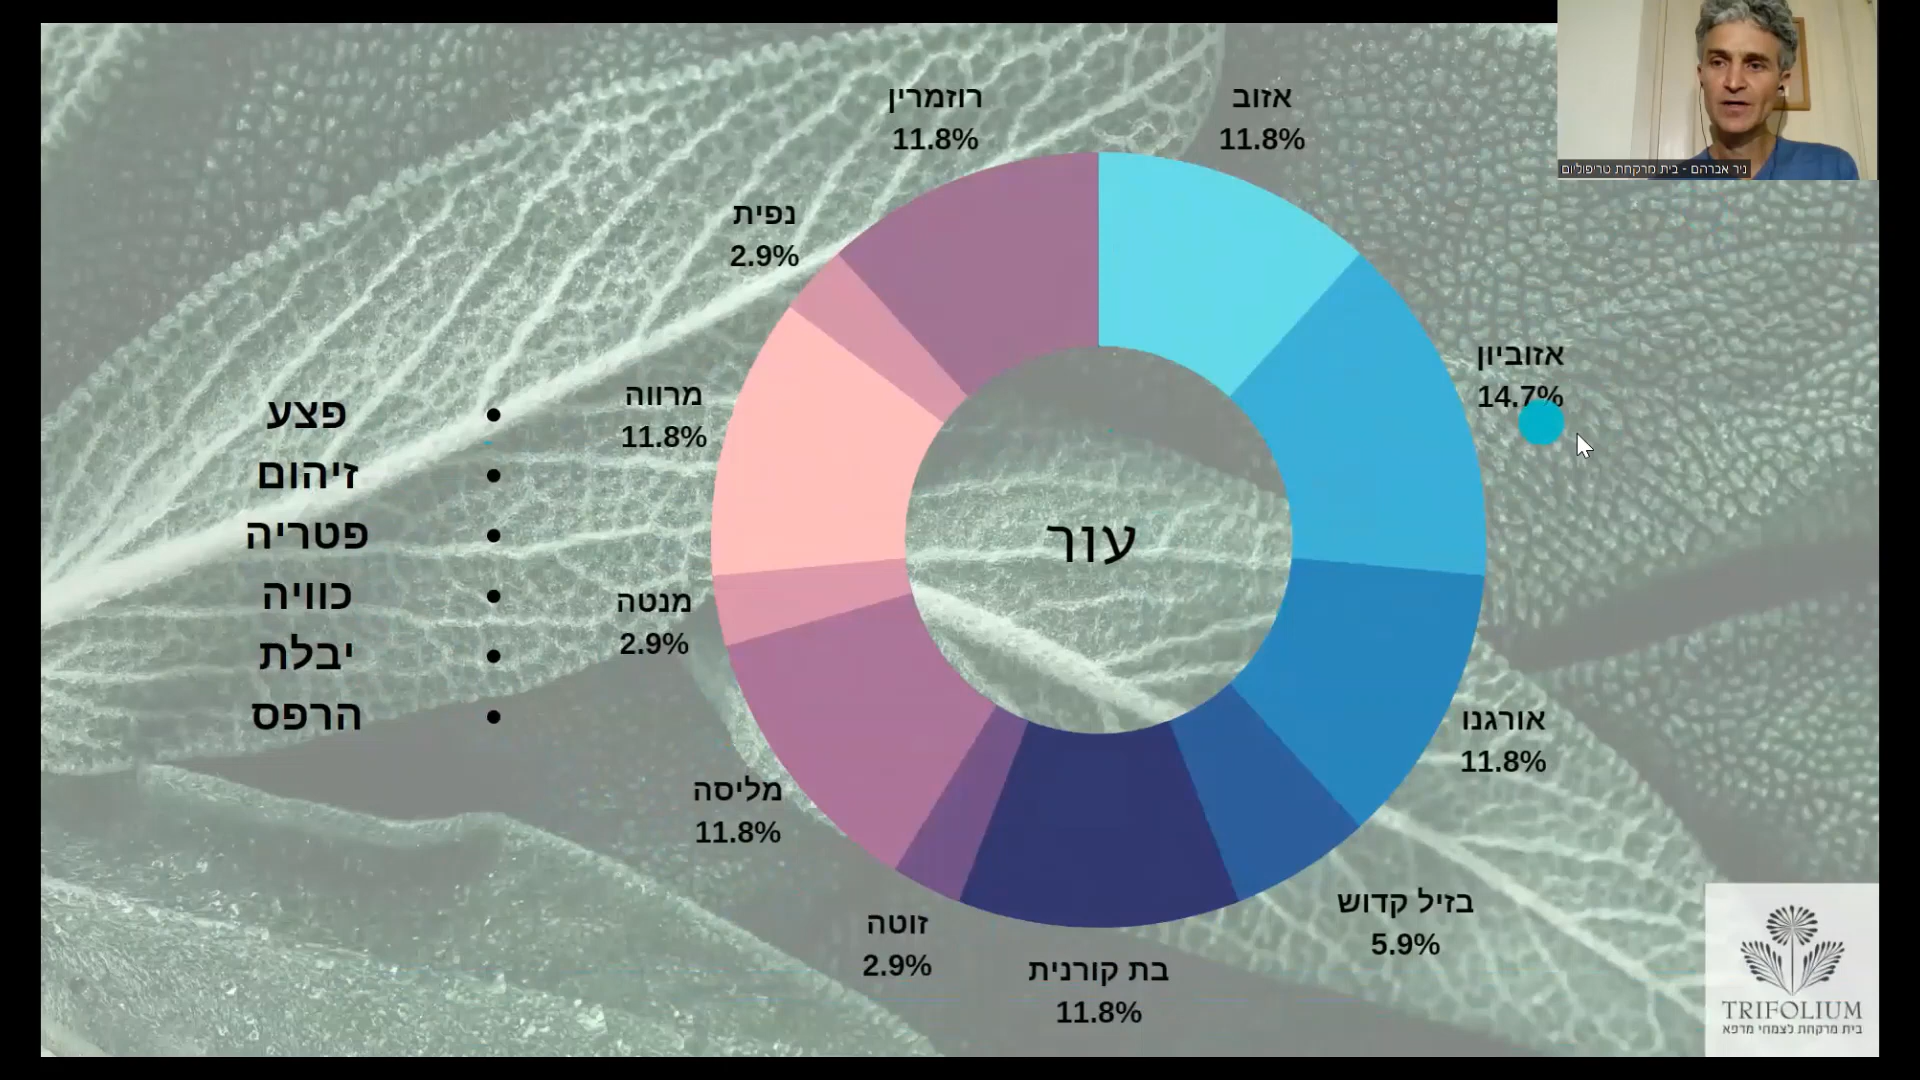 רוזמרין
11.8%
אזוב
11.8%
ניר אברהם - בית מרקחת טריפוליום
נפית
2.9%
אזוביון
14.7%
מרווה
11.8%
פצע
זיהום
פטריה
כוויה
יבלת
הרפס
עור
מנטה
2.9%
אורגנו
11.8%
מליסה
11.8%
בזיל קדוש
5.9%
זוטה
2.9%
בת קורנית
11.8%
TRIFOLIUM
בית מרקחת לצמחי מרפא